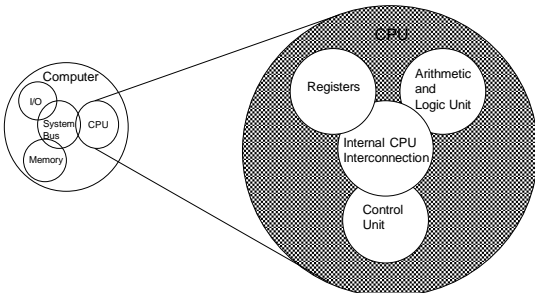 Computer
I/O
System
Bus
CPU
Memory
CPU
Registers
Arithmetic
and
Logic Unit
Internal CPU
Interconnection
Control
Unit